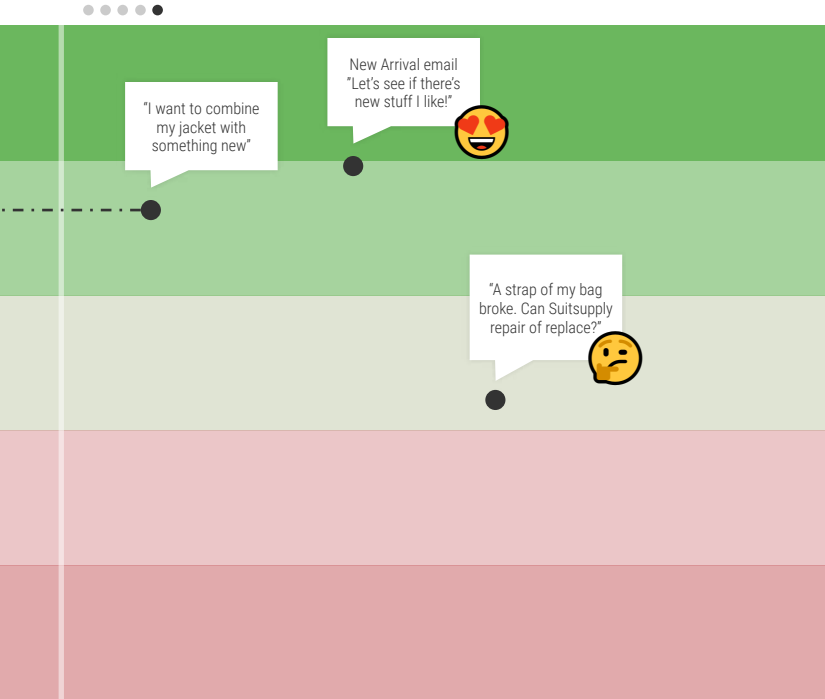 New Arrival email
"Let's see if there's
new stuff I like!"
"I want to combine
my jacket with
something new"
"A strap of my bag
broke. Can Suitsupply
repair of replace?"